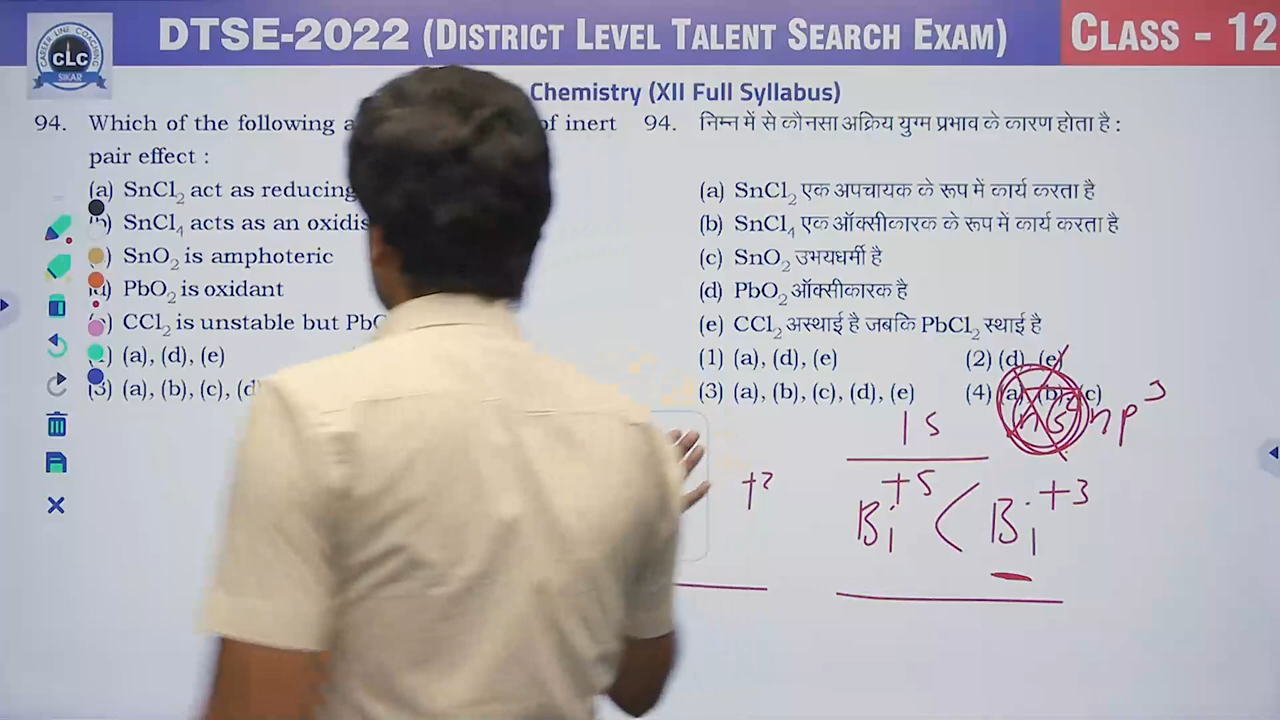 CAREER LINE COACHING
CLC
SIKAR
DTSE-2022 (DISTRICT LEVEL TALENT SEARCH EXAM)
CLASS - 12
Chemistry (XII Full Syllabus)
94. Which of the following a
of inert
pair effect :
(a) SnCl₂ act as reducing
SnCl₄ acts as an oxidis
SnO₂ is amphoteric
PbO₂ is oxidant
CCl₂ is unstable but PbC
(a), (d), (e)
(3) (a), (b), (c), (d)
94. निम्न में से कौनसा अक्रिय युग्म प्रभाव के कारण होता है :
(a) SnCl₂ एक अपचायक के रूप में कार्य करता है
(b) SnCl₄ एक ऑक्सीकारक के रूप में कार्य करता है
(c) SnO₂ उभयधर्मी है
(d) PbO₂ ऑक्सीकारक है
(e) CCl₂ अस्थाई है जबकि PbCl₂ स्थाई है
(1) (a), (d), (e) (2) (d), (e)
(3) (a), (b), (c), (d), (e) (4) (a), (b), (c)
15 ns² np³
Bi⁺⁵ < Bi⁺³